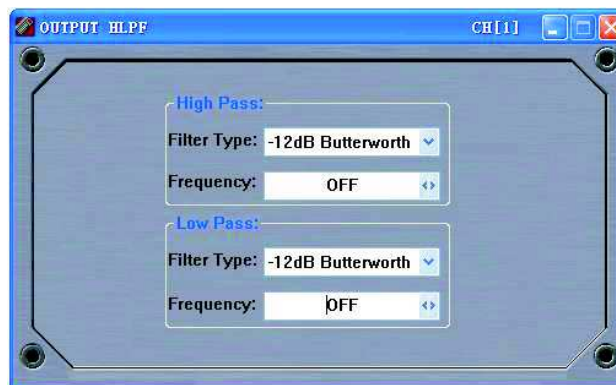 OUTPUT HLPF CH[1]
High Pass:
Filter Type: -12dB Butterworth
Frequency: OFF
Low Pass:
Filter Type: -12dB Butterworth
Frequency: OFF